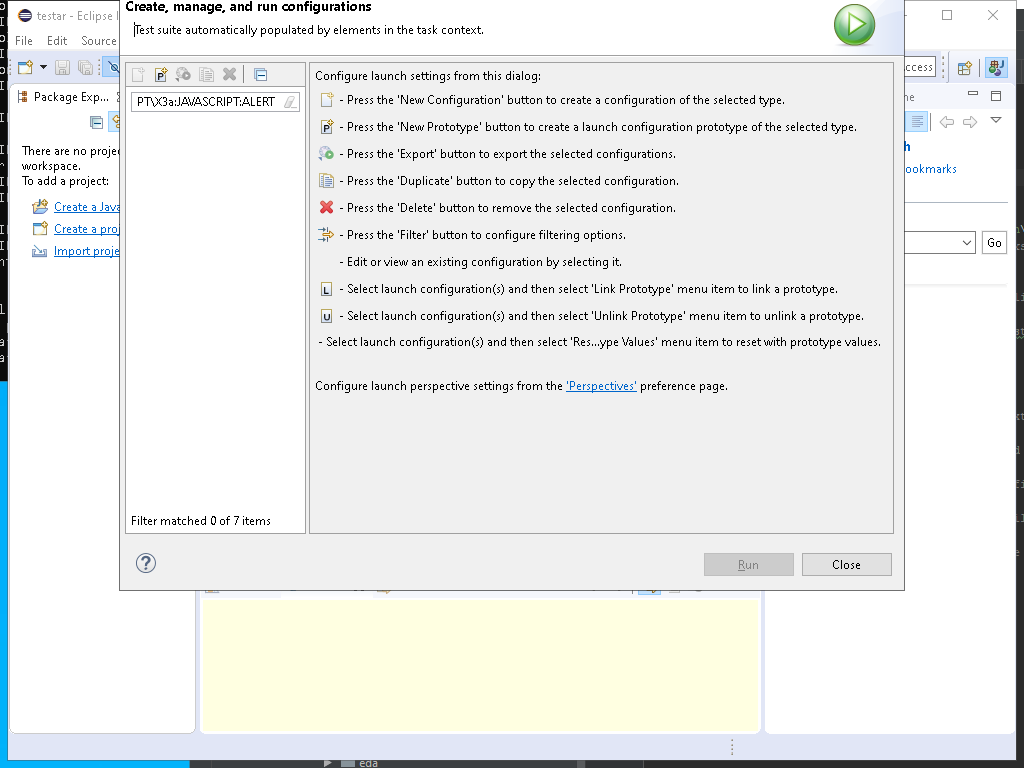 Create, manage, and run configurations
testar - Eclipse
Test suite automatically populated by elements in the task context.
File Edit Source
Package Exp...
PT\X3a:JAVASCRIPT:ALERT
There are no
workspace.
To add a project:
Create a
Create a
Import
Filter matched 0 of 7 items
Configure launch settings from this dialog:
- Press the 'New Configuration' button to create a configuration of the selected type.
- Press the 'New Prototype' button to create a launch configuration prototype of the selected type.
- Press the 'Export' button to export the selected configurations.
- Press the 'Duplicate' button to copy the selected configuration.
- Press the 'Delete' button to remove the selected configuration.
- Press the 'Filter' button to configure filtering options.
- Edit or view an existing configuration by selecting it.
L - Select launch configuration(s) and then select 'Link Prototype' menu item to link a prototype.
U - Select launch configuration(s) and then select 'Unlink Prototype' menu item to unlink a prototype.
- Select launch configuration(s) and then select 'Res...ype Values' menu item to reset with prototype values.
Configure launch perspective settings from the 'Perspectives' preference page.
ookmarks
Go
Run Close
eda